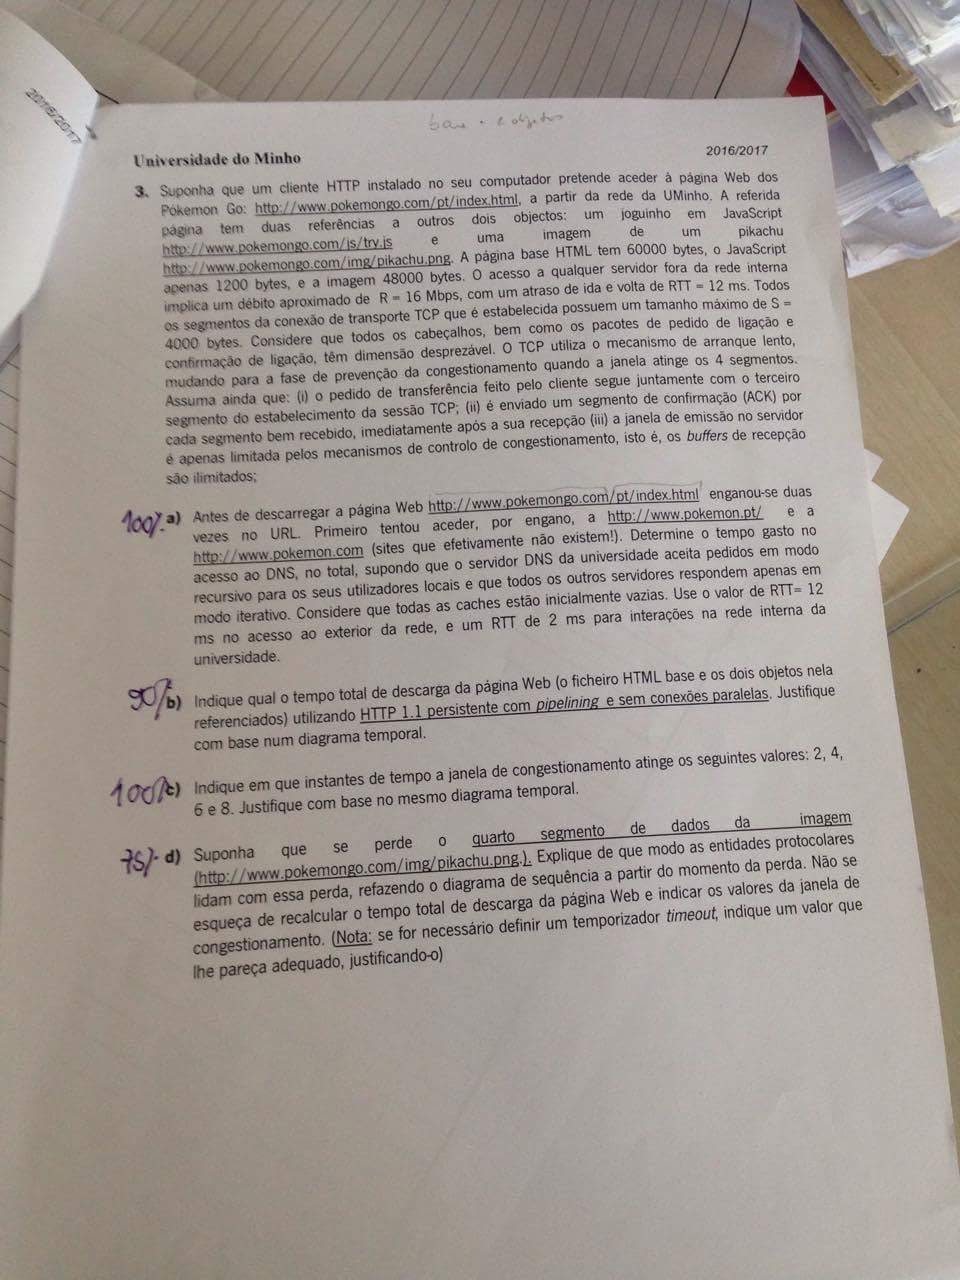 2016/2017
base + 2 objetos
Universidade do Minho
2016/2017
3. Suponha que um cliente HTTP instalado no seu computador pretende aceder à página Web dos
Pókemon Go: http://www.pokemongo.com/pt/index.html, a partir da rede da UMinho. A referida
página tem duas referências a outros dois objectos: um joguinho em JavaScript
http://www.pokemongo.com/js/try.js e uma imagem de um pikachu
http://www.pokemongo.com/img/pikachu.png. A página base HTML tem 60000 bytes, o JavaScript
apenas 1200 bytes, e a imagem 48000 bytes. O acesso a qualquer servidor fora da rede interna
implica um débito aproximado de R = 16 Mbps, com um atraso de ida e volta de RTT = 12 ms. Todos
os segmentos da conexão de transporte TCP que é estabelecida possuem um tamanho máximo de S =
4000 bytes. Considere que todos os cabeçalhos, bem como os pacotes de pedido de ligação e
confirmação de ligação, têm dimensão desprezável. O TCP utiliza o mecanismo de arranque lento,
mudando para a fase de prevenção da congestionamento quando a janela atinge os 4 segmentos.
Assuma ainda que: (i) o pedido de transferência feito pelo cliente segue juntamente com o terceiro
segmento do estabelecimento da sessão TCP; (ii) é enviado um segmento de confirmação (ACK) por
cada segmento bem recebido, imediatamente após a sua recepção (iii) a janela de emissão no servidor
é apenas limitada pelos mecanismos de controlo de congestionamento, isto é, os buffers de recepção
são ilimitados;
100% a) Antes de descarregar a página Web http://www.pokemongo.com/pt/index.html enganou-se duas
vezes no URL. Primeiro tentou aceder, por engano, a http://www.pokemon.pt/ e a
http://www.pokemon.com (sites que efetivamente não existem!). Determine o tempo gasto no
acesso ao DNS, no total, supondo que o servidor DNS da universidade aceita pedidos em modo
recursivo para os seus utilizadores locais e que todos os outros servidores respondem apenas em
modo iterativo. Considere que todas as caches estão inicialmente vazias. Use o valor de RTT= 12
ms no acesso ao exterior da rede, e um RTT de 2 ms para interações na rede interna da
universidade.
90% b) Indique qual o tempo total de descarga da página Web (o ficheiro HTML base e os dois objetos nela
referenciados) utilizando HTTP 1.1 persistente com pipelining e sem conexões paralelas. Justifique
com base num diagrama temporal.
100% c) Indique em que instantes de tempo a janela de congestionamento atinge os seguintes valores: 2, 4,
6 e 8. Justifique com base no mesmo diagrama temporal.
75% d) Suponha que se perde o quarto segmento de dados da imagem
(http://www.pokemongo.com/img/pikachu.png.). Explique de que modo as entidades protocolares
lidam com essa perda, refazendo o diagrama de sequência a partir do momento da perda. Não se
esqueça de recalcular o tempo total de descarga da página Web e indicar os valores da janela de
congestionamento. (Nota: se for necessário definir um temporizador timeout, indique um valor que
lhe pareça adequado, justificando-o)